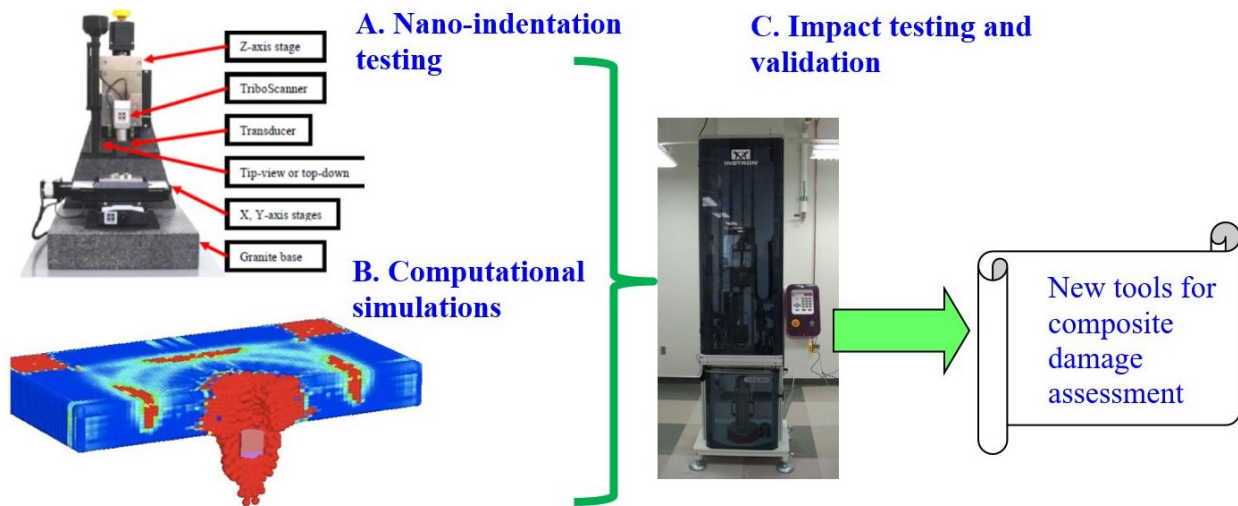 A. Nano-indentation
testing
Z-axis stage
TriboScanner
Transducer
Tip-view or top-down
X, Y-axis stages
Granite base
B. Computational
simulations
C. Impact testing and
validation
INSTRON
New tools for
composite
damage
assessment